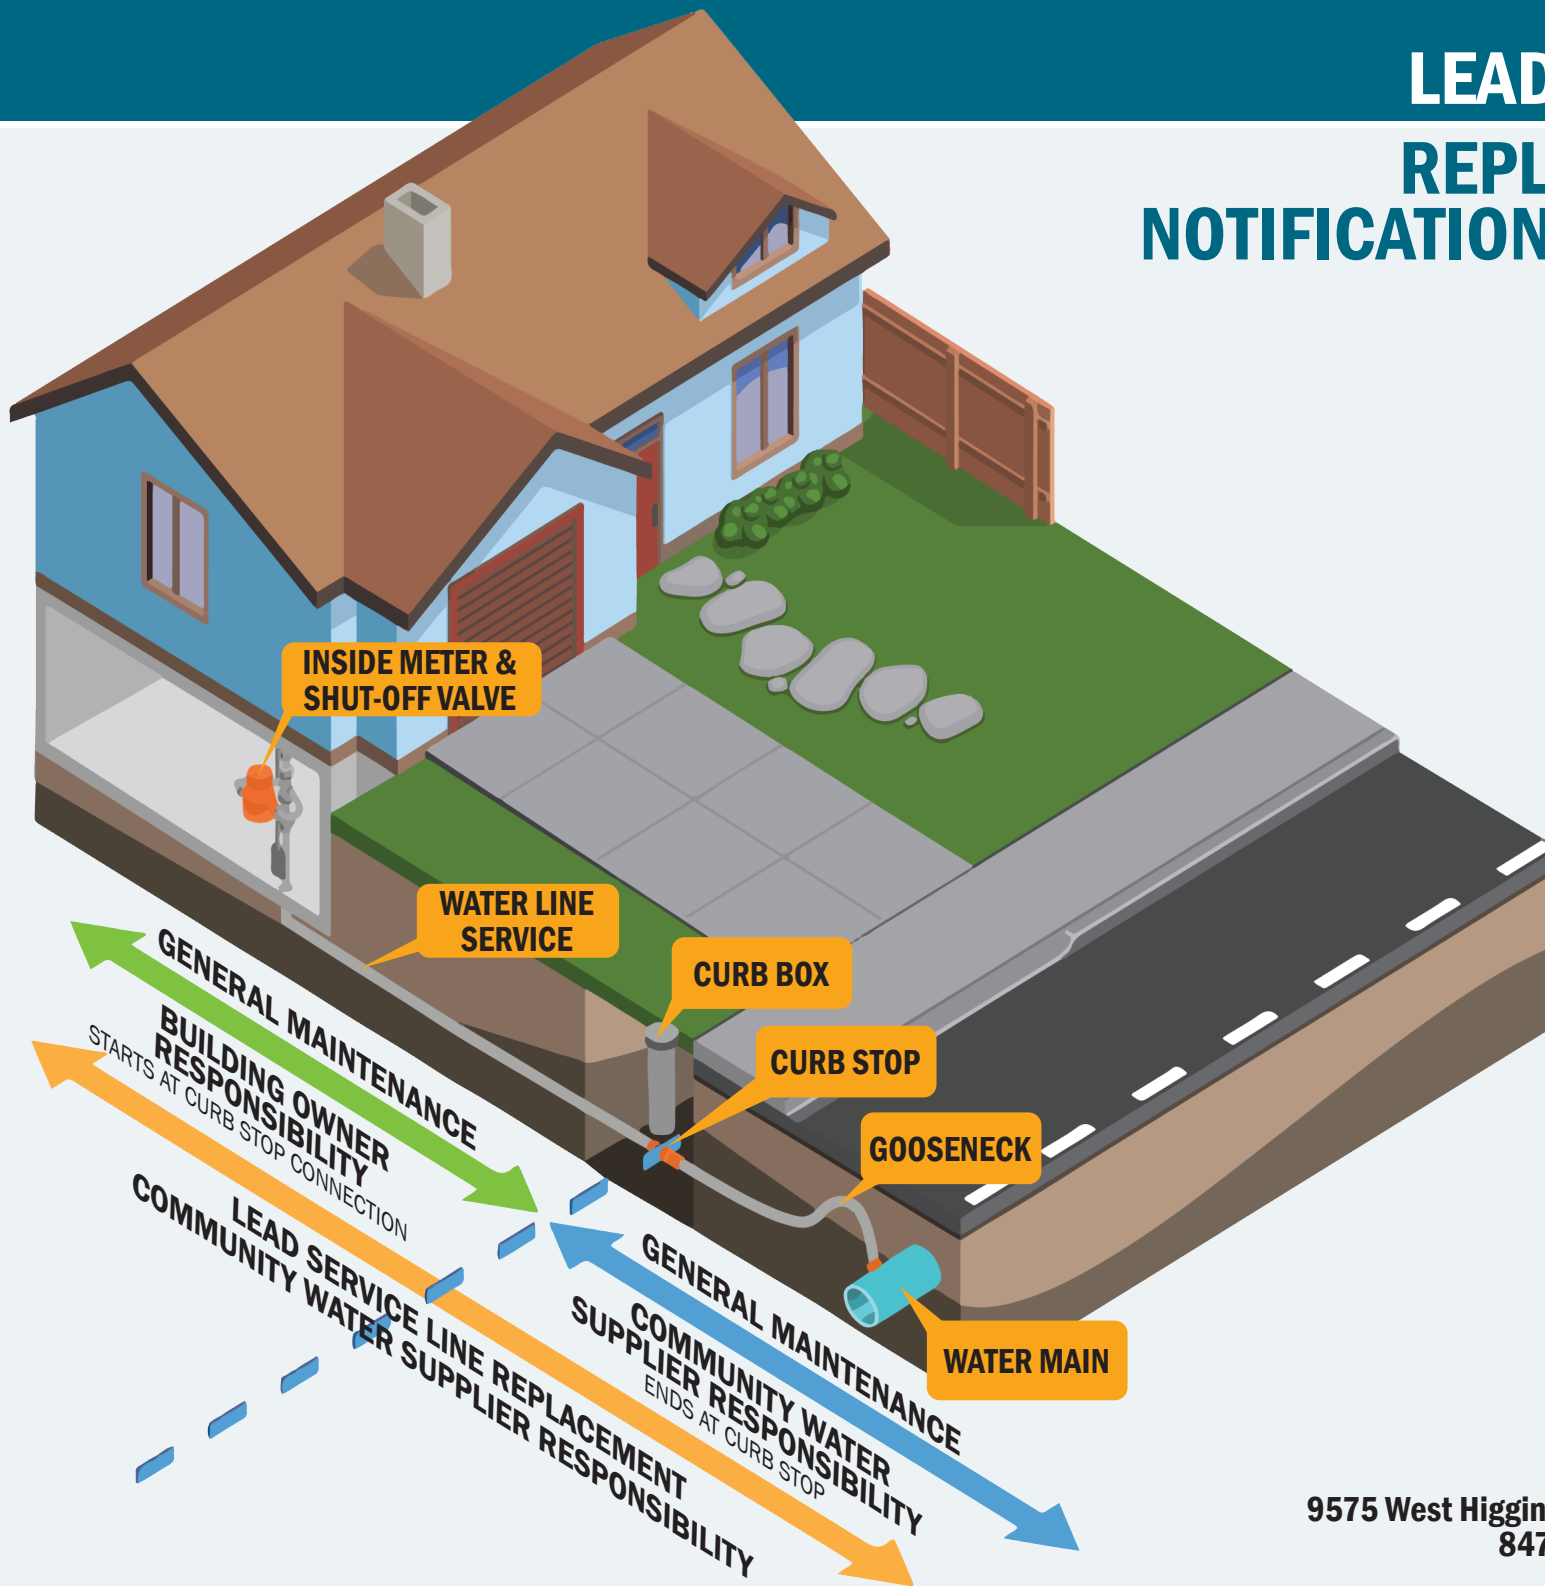 LEAD
REPL
NOTIFICATION
INSIDE METER &
SHUT-OFF VALVE
WATER LINE
SERVICE
CURB BOX
CURB STOP
GOOSENECK
WATER MAIN
GENERAL MAINTENANCE
BUILDING OWNER
RESPONSIBILITY
STARTS AT CURB STOP CONNECTION
LEAD SERVICE LINE REPLACEMENT
COMMUNITY WATER SUPPLIER RESPONSIBILITY
GENERAL MAINTENANCE
COMMUNITY WATER
SUPPLIER RESPONSIBILITY
ENDS AT CURB STOP
9575 West Higgin
847